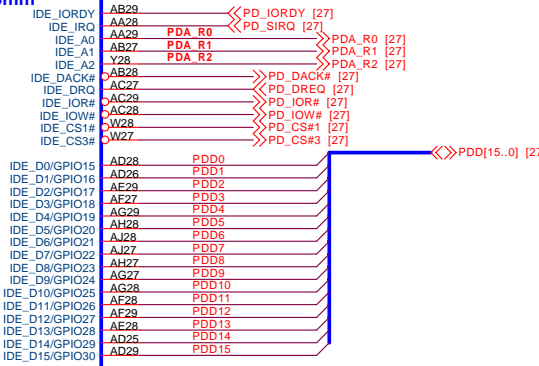 IDE_IORDY AB29 PD_IORDY [27]
IDE_IRQ AA28 PD_SIRQ [27]
IDE_A0 AA29 PDA_R0 PDA_R0 [27]
IDE_A1 AB27 PDA_R1 PDA_R1 [27]
IDE_A2 Y28 PDA_R2 PDA_R2 [27]
IDE_DACK# AB28 PD_DACK# [27]
IDE_DRQ AC27 PD_DREQ [27]
IDE_IOR# AC29 PD_IOR# [27]
IDE_IOW# AC28 PD_IOW# [27]
IDE_CS1# W28 PD_CS#1 [27]
IDE_CS3# W27 PD_CS#3 [27]
PDD[15..0] [27
IDE_D0/GPIO15 AD28 PDD0
IDE_D1/GPIO16 AD26 PDD1
IDE_D2/GPIO17 AE29 PDD2
IDE_D3/GPIO18 AF27 PDD3
IDE_D4/GPIO19 AG29 PDD4
IDE_D5/GPIO20 AH28 PDD5
IDE_D6/GPIO21 AJ28 PDD6
IDE_D7/GPIO22 AJ27 PDD7
IDE_D8/GPIO23 AH27 PDD8
IDE_D9/GPIO24 AG27 PDD9
IDE_D10/GPIO25 AG28 PDD10
IDE_D11/GPIO26 AF28 PDD11
IDE_D12/GPIO27 AF29 PDD12
IDE_D13/GPIO28 AE28 PDD13
IDE_D14/GPIO29 AD25 PDD14
IDE_D15/GPIO30 AD29 PDD15